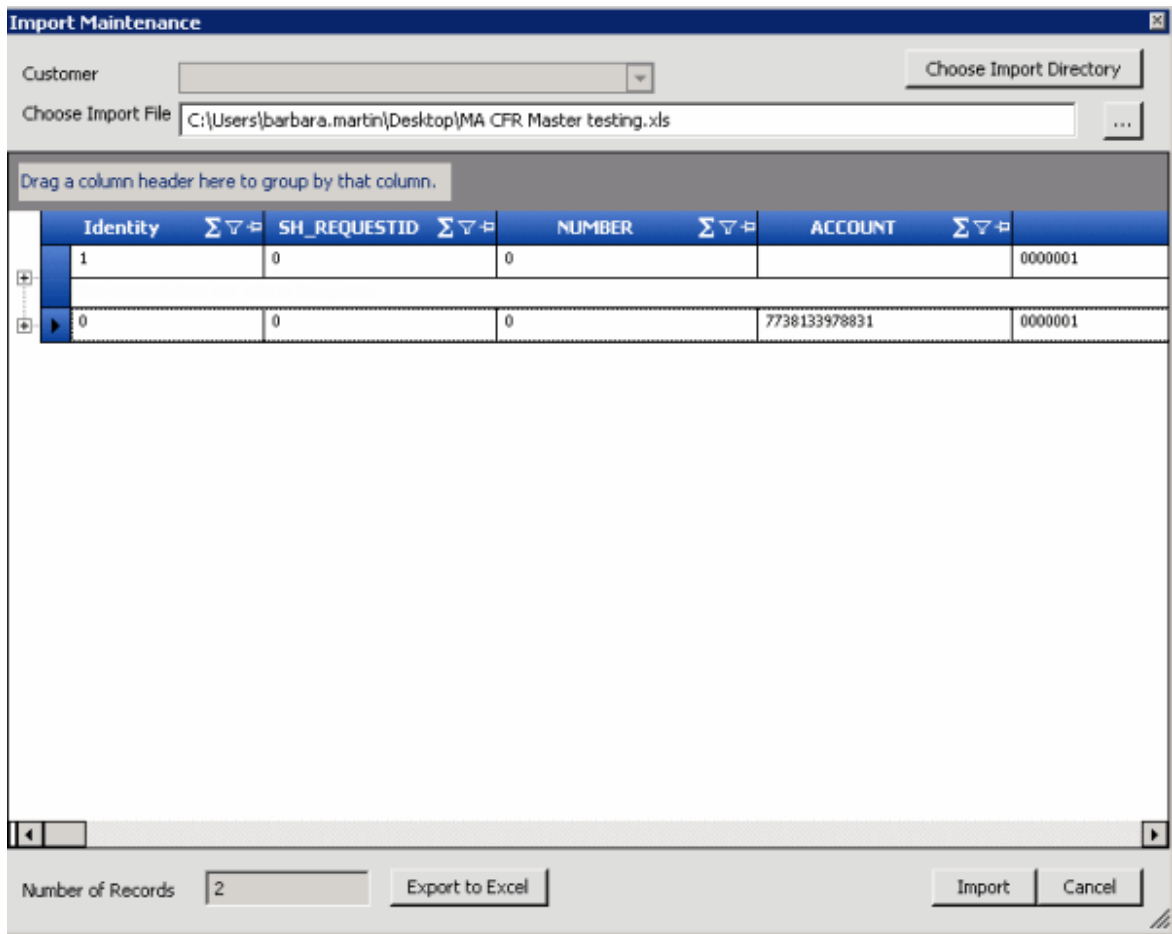 Import Maintenance
Customer
Choose Import Directory
Choose Import File C:\Users\barbara.martin\Desktop\MA CFR Master testing.xls ...
Drag a column header here to group by that column.
Identity SH_REQUESTID NUMBER ACCOUNT
1 0 0 0000001
0 0 0 7738133978831 0000001
Number of Records 2 Export to Excel Import Cancel